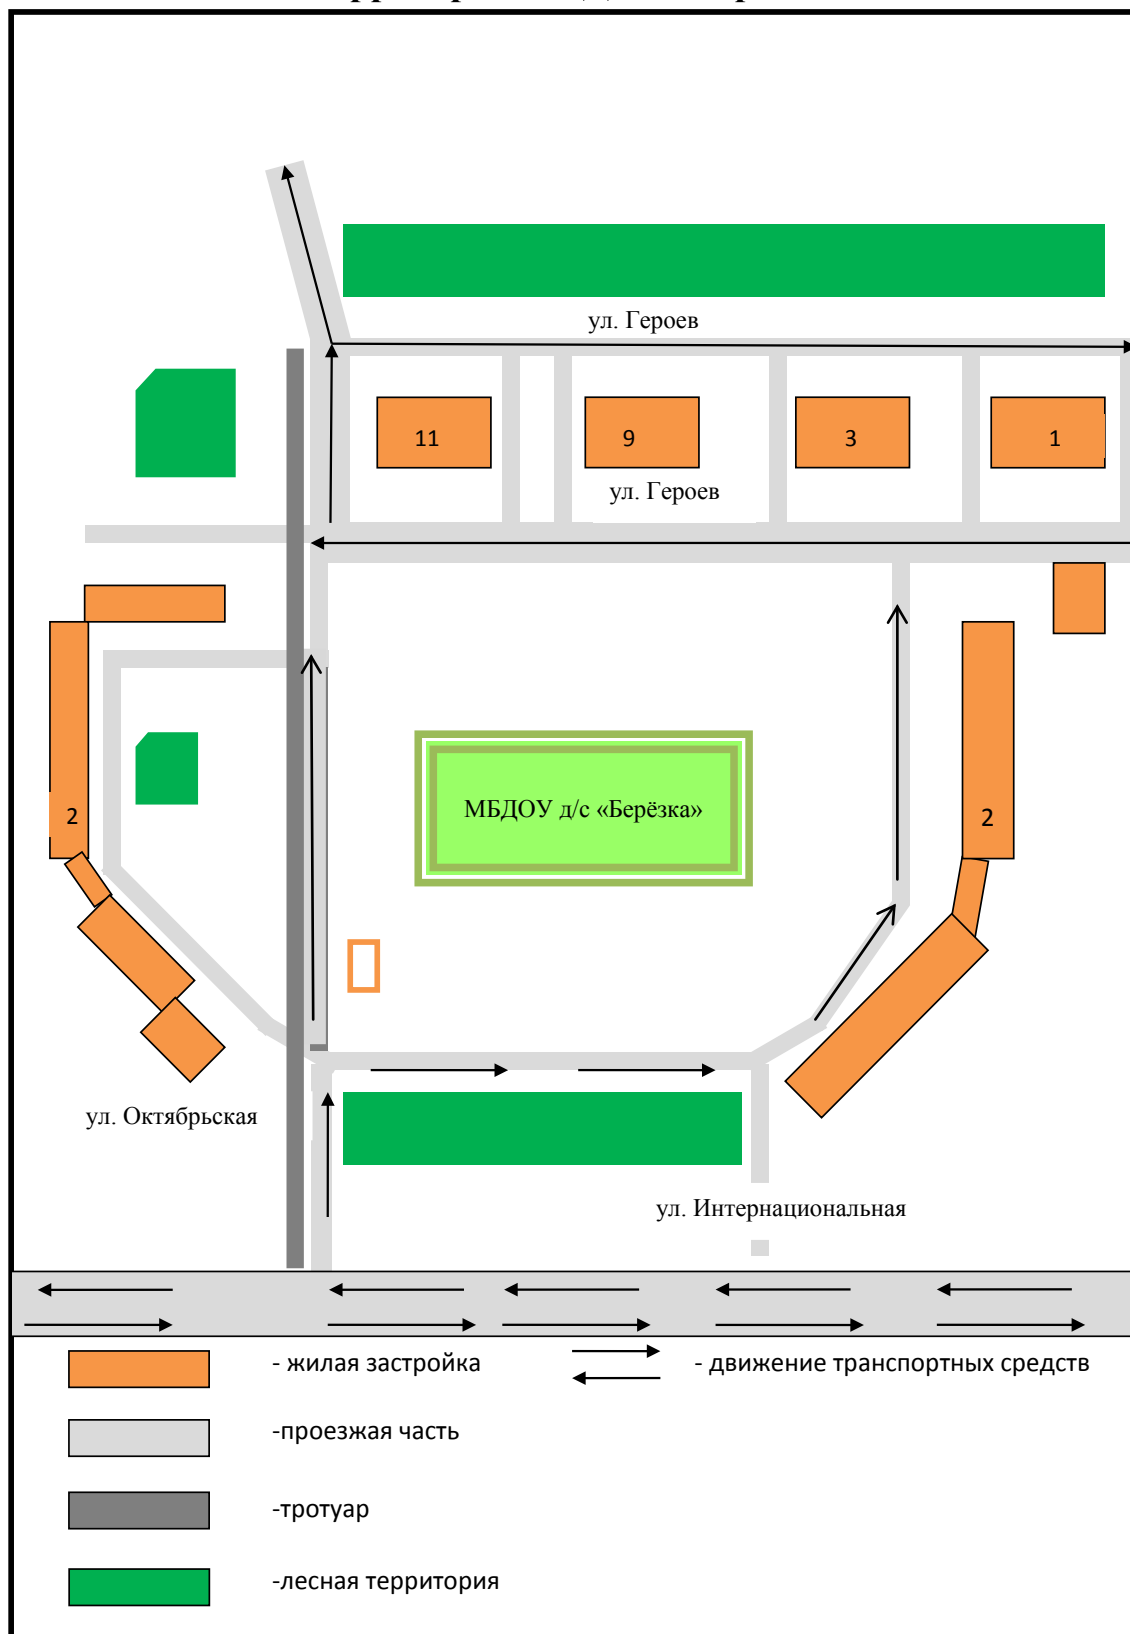 ул. Героев
11
9
3
1
ул. Героев
МБДОУ д/с «Берёзка»
2
2
ул. Октябрьская
ул. Интернациональная
- жилая застройка
- движение транспортных средств
-проезжая часть
-тротуар
-лесная территория